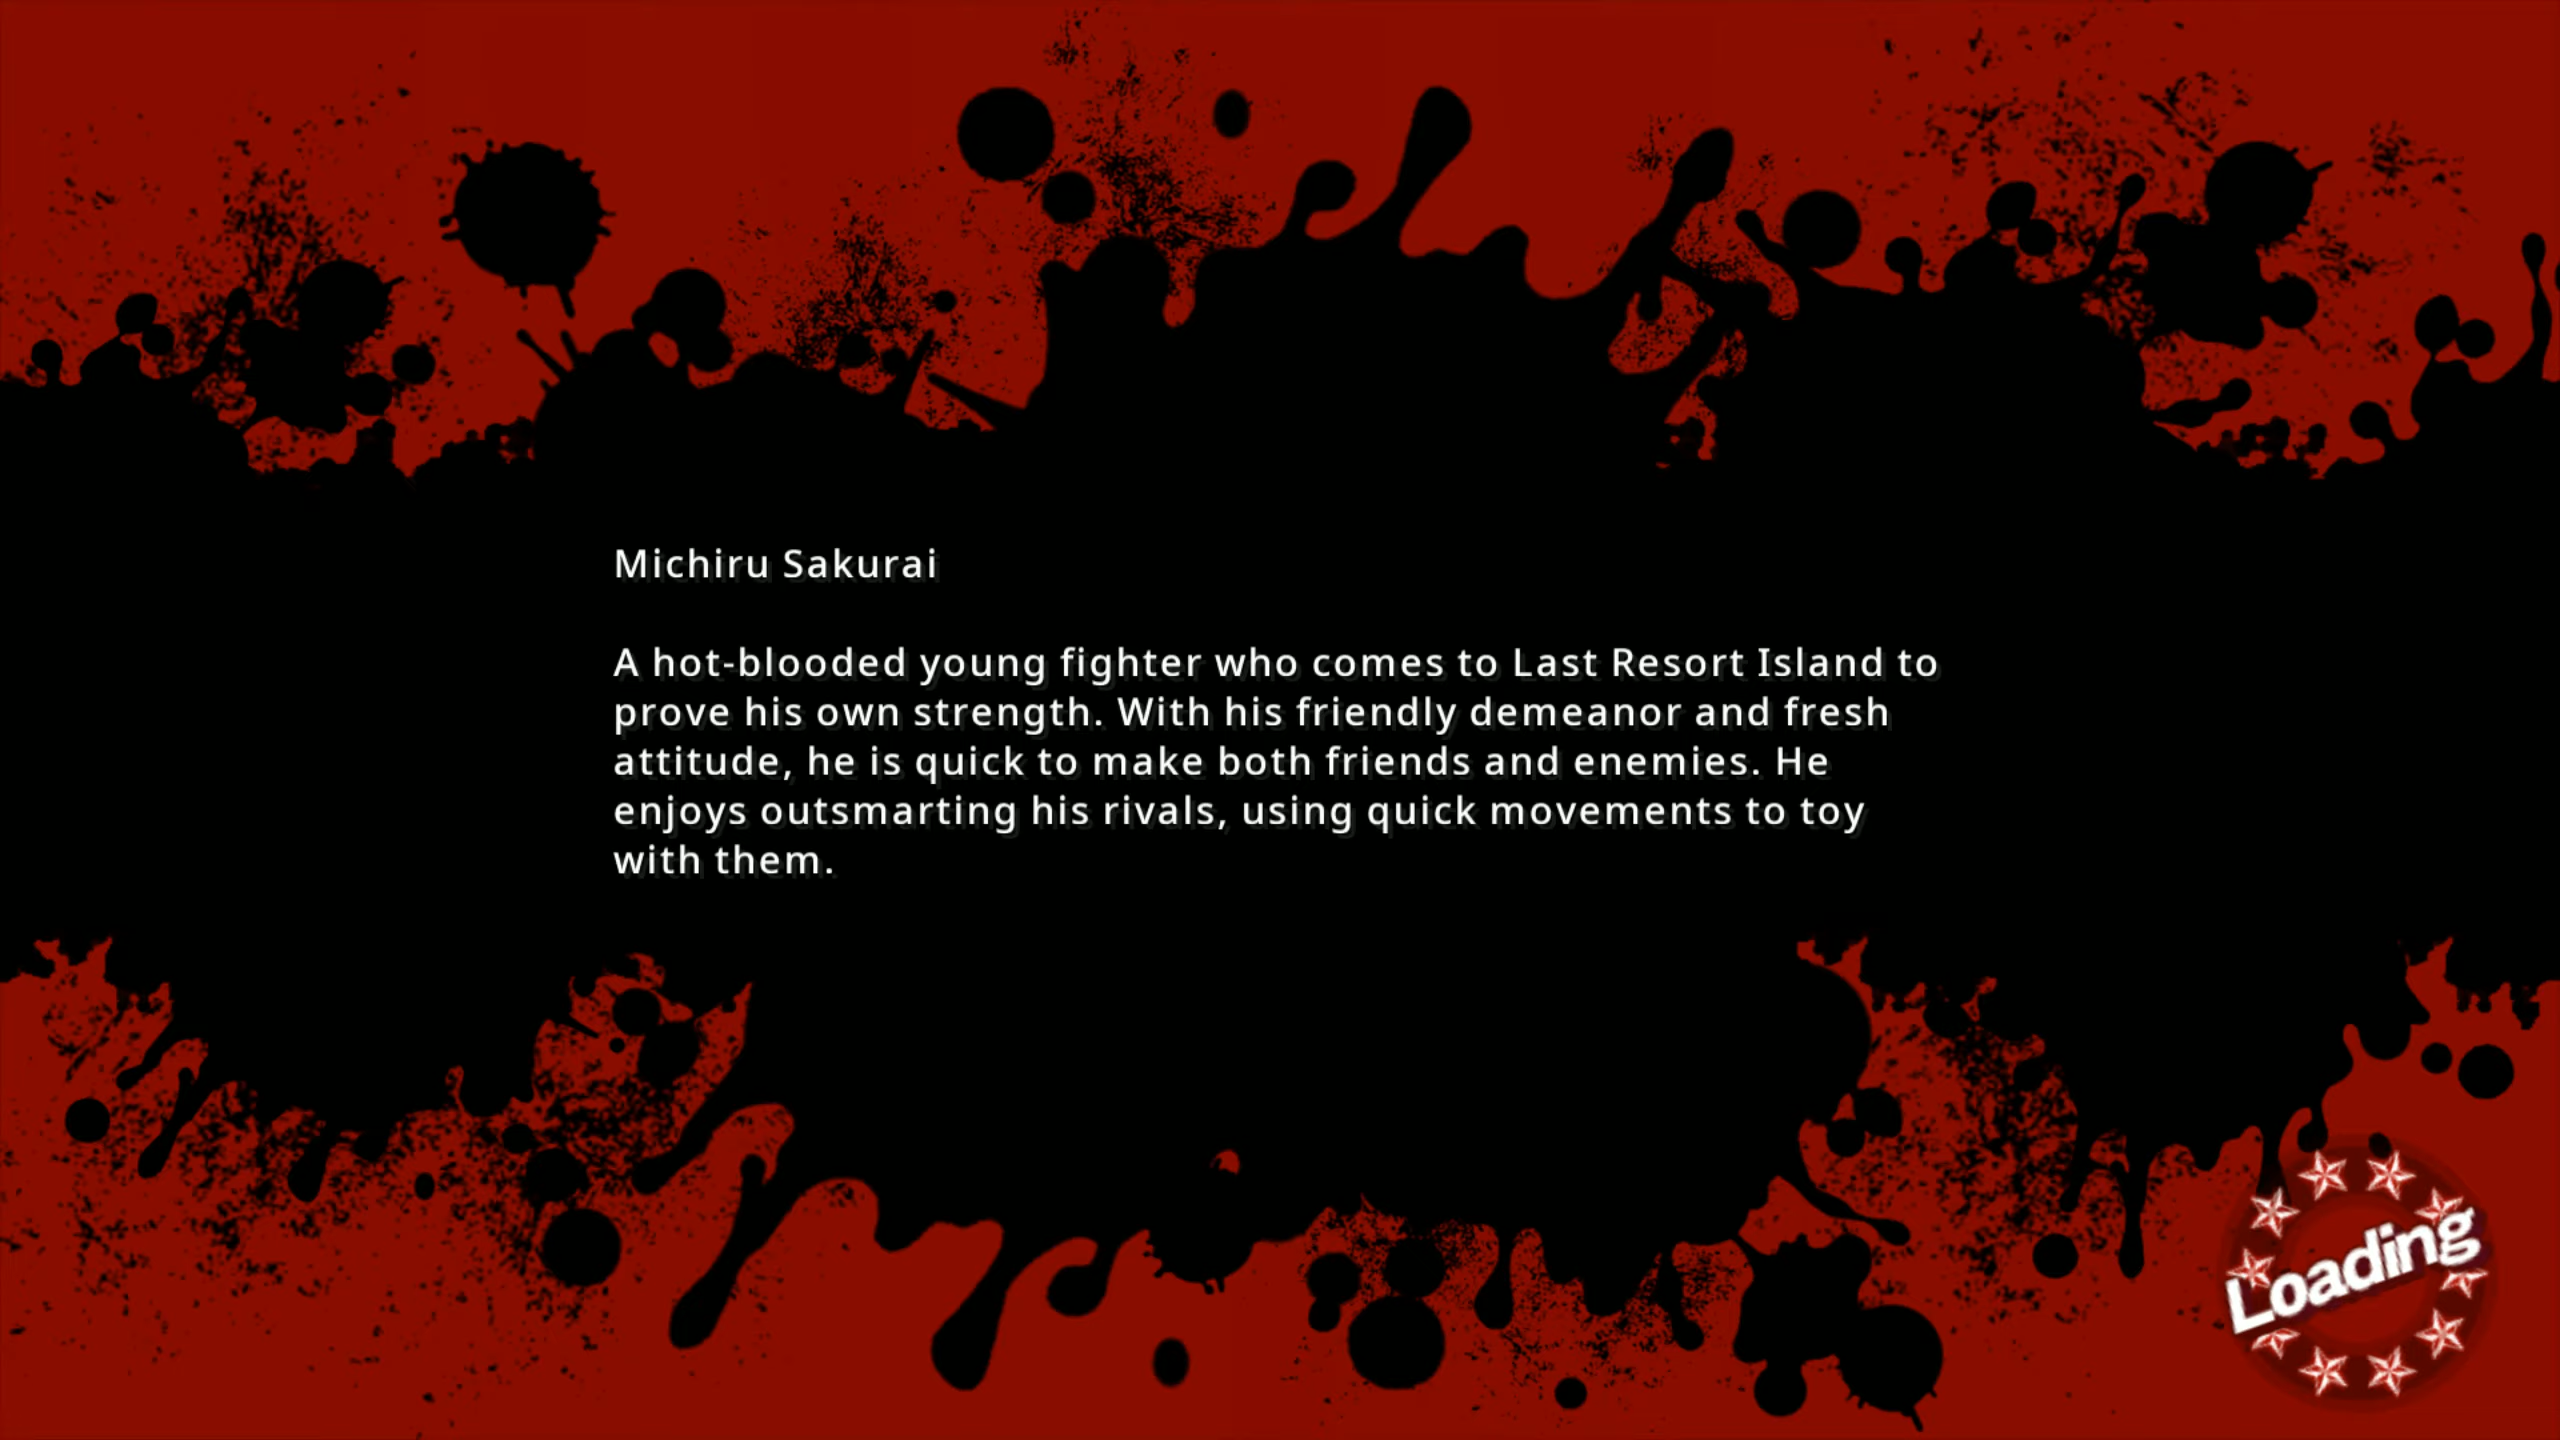 Michiru Sakurai
A hot-blooded young fighter who comes to Last Resort Island to
prove his own strength. With his friendly demeanor and fresh
attitude, he is quick to make both friends and enemies. He
enjoys outsmarting his rivals, using quick movements to toy
with them.
Loading